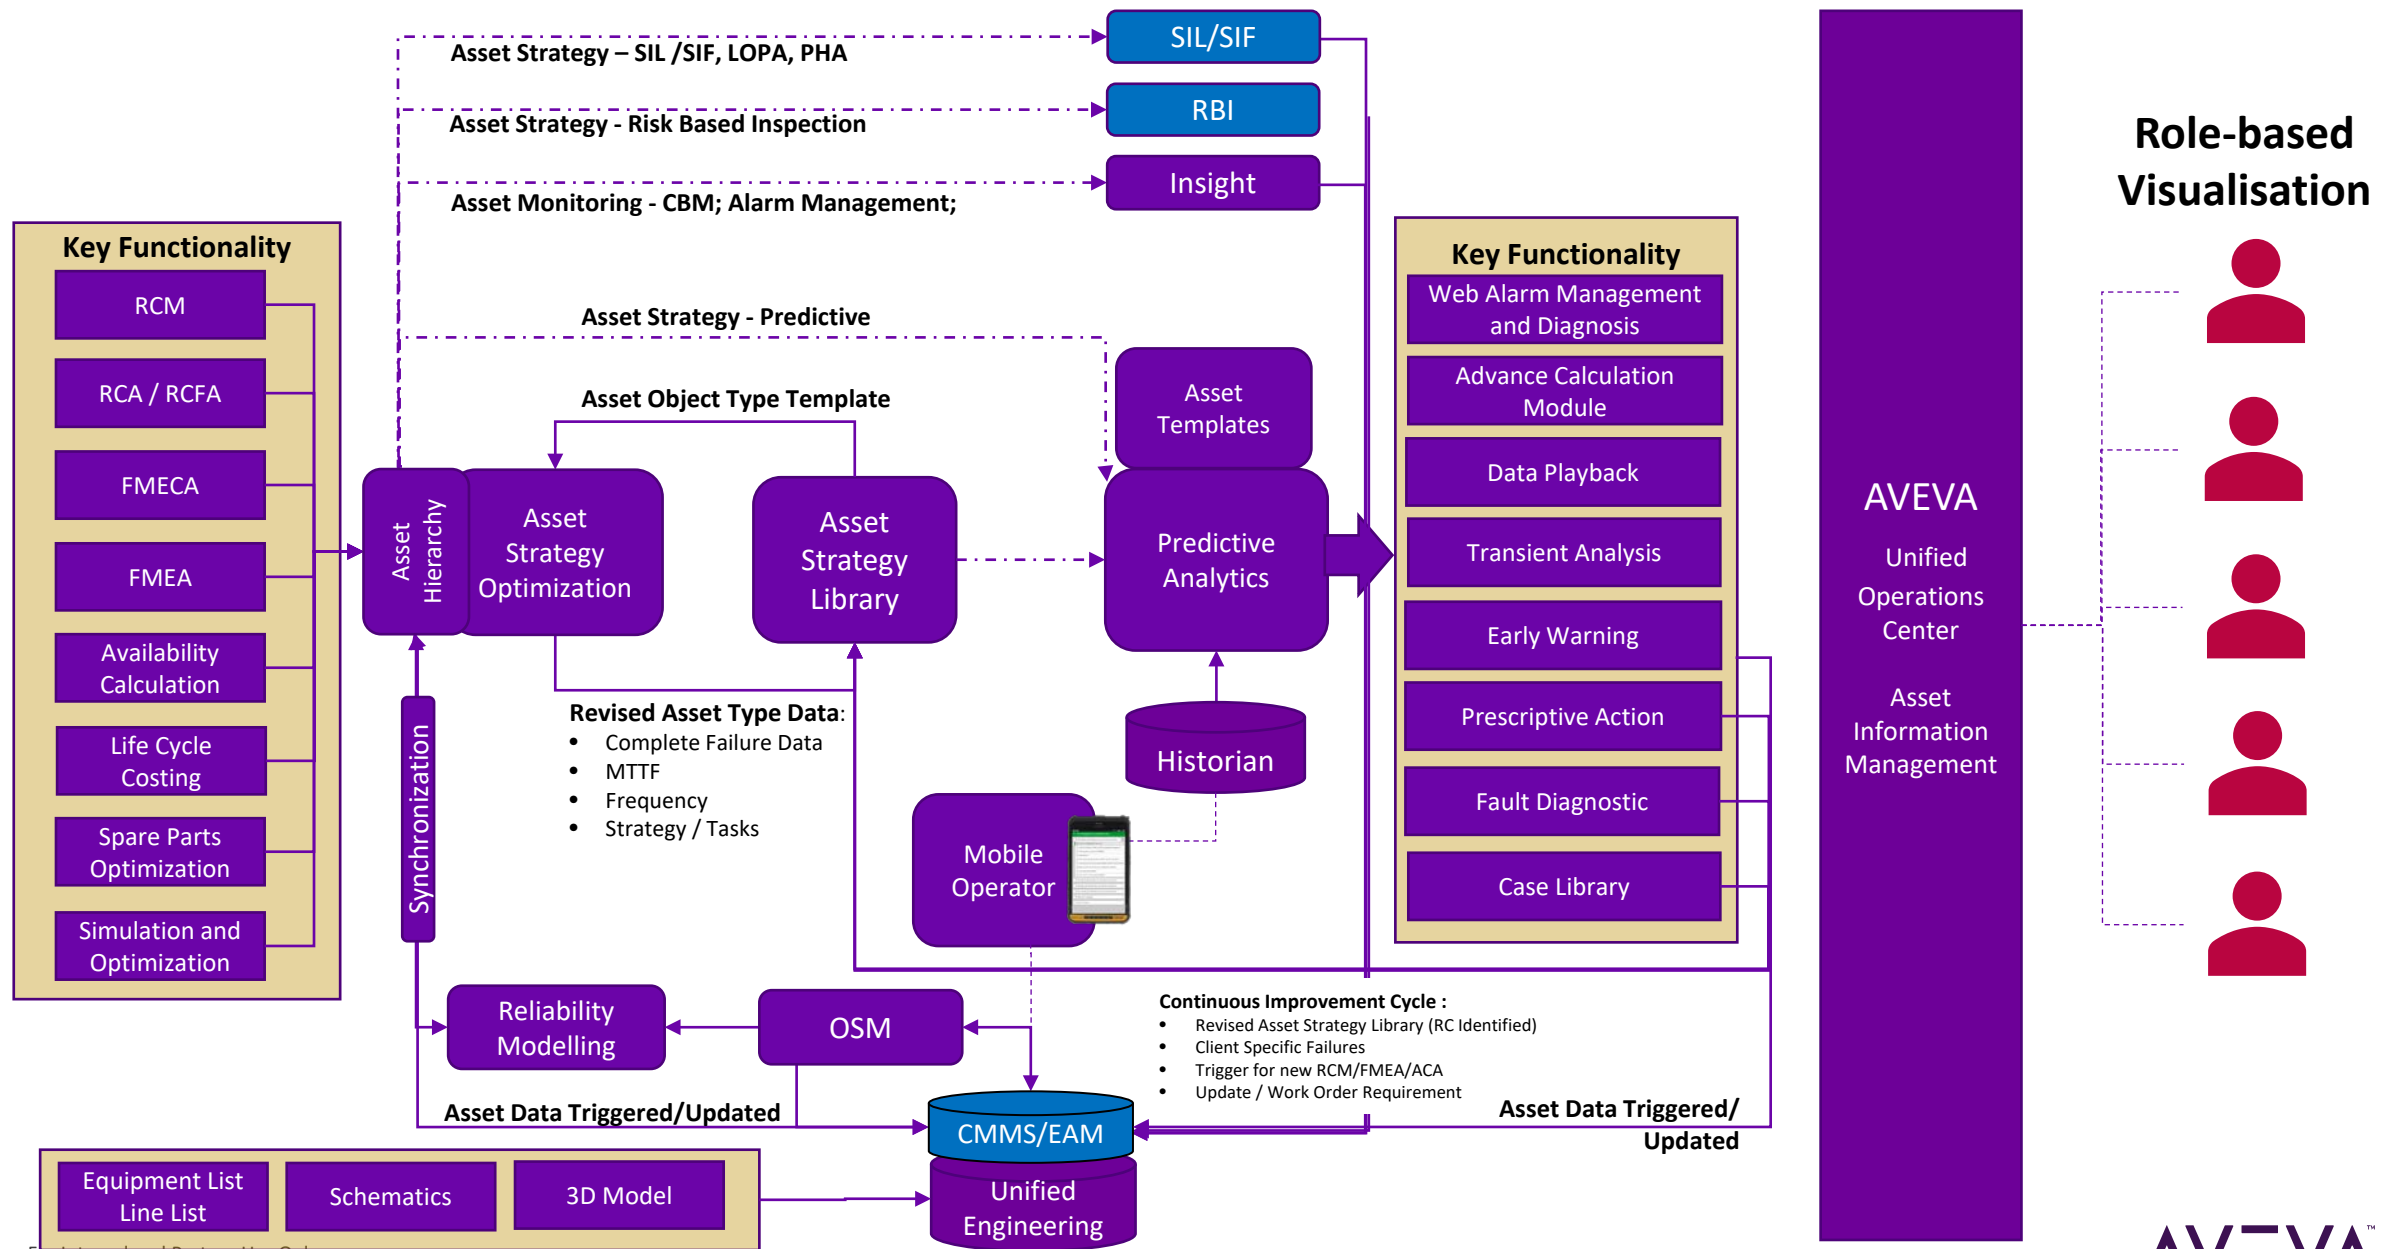 Asset Strategy – SIL /SIF, LOPA, PHA
SIL/SIF
Asset Strategy - Risk Based Inspection
RBI
Asset Monitoring - CBM; Alarm Management;
Insight
Role-based
Visualisation
Key Functionality
RCM
RCA / RCFA
FMECA
FMEA
Availability
Calculation
Life Cycle
Costing
Spare Parts
Optimization
Simulation and
Optimization
Asset Strategy - Predictive
Asset Object Type Template
Asset
Hierarchy
Asset
Strategy
Optimization
Asset
Strategy
Library
Asset
Templates
Predictive
Analytics
Historian
Synchronization
Revised Asset Type Data:
• Complete Failure Data
• MTTF
• Frequency
• Strategy / Tasks
Mobile
Operator
Key Functionality
Web Alarm Management
and Diagnosis
Advance Calculation
Module
Data Playback
Transient Analysis
Early Warning
Prescriptive Action
Fault Diagnostic
Case Library
AVEVA
Unified
Operations
Center
Asset
Information
Management
Reliability
Modelling
OSM
Continuous Improvement Cycle :
• Revised Asset Strategy Library (RC Identified)
• Client Specific Failures
• Trigger for new RCM/FMEA/ACA
• Update / Work Order Requirement
Asset Data Triggered/Updated
CMMS/EAM
Asset Data Triggered/
Updated
Equipment List
Line List
Schematics
3D Model
Unified
Engineering
AVEVA™